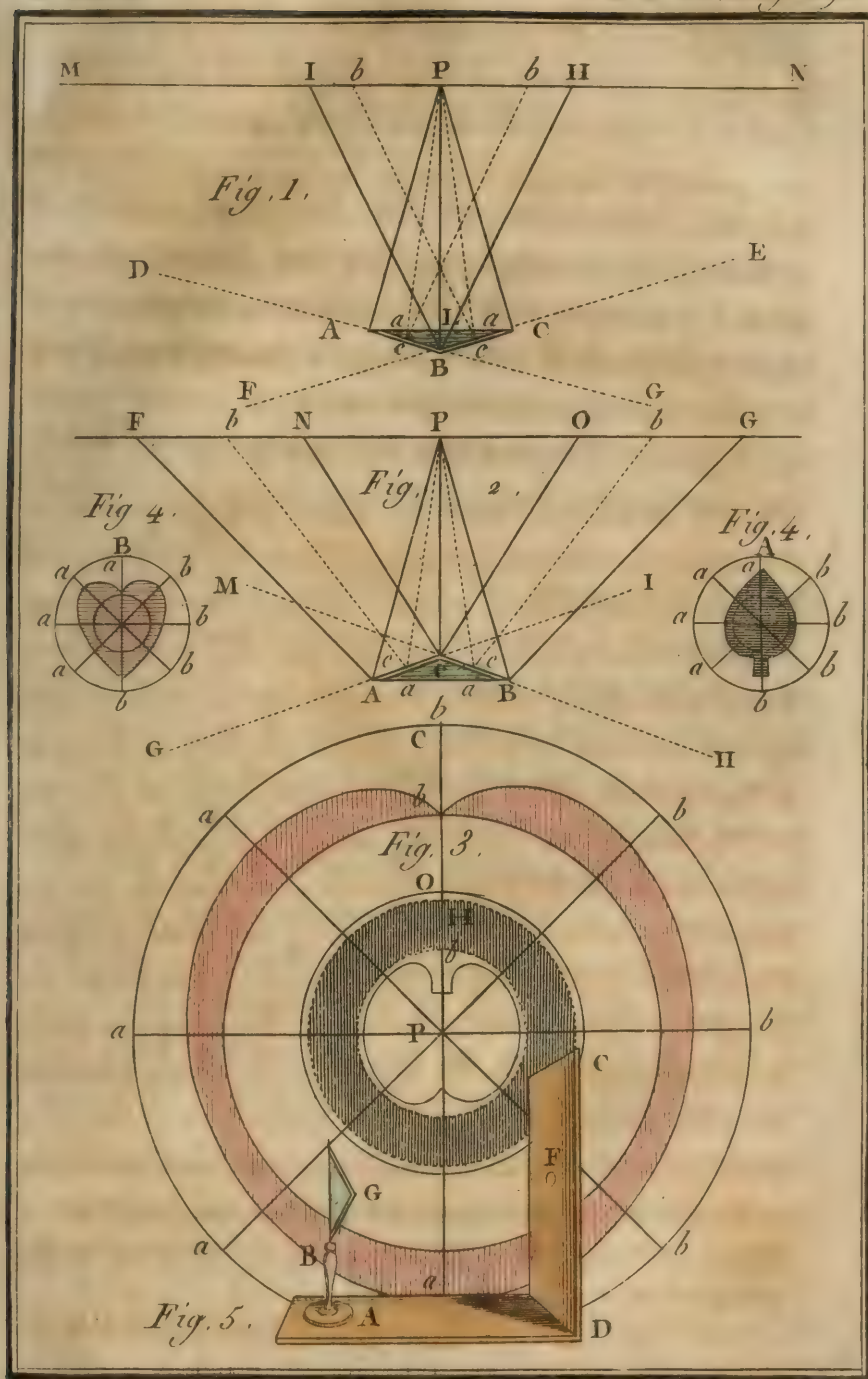 M I b P b H N
Fig. 1.
D E
A a L a C
e e
B
F G
F b N P O b G
Fig. 2.
Fig 4. Fig. 4.
B A
a a b a a b
M I
a b a b
e C e
a b a b
A a a B
b b
G H
b
C
a b b
Fig. 3.
O
H
f
a P b
C
F
G
a B b
a
Fig. 5. A D